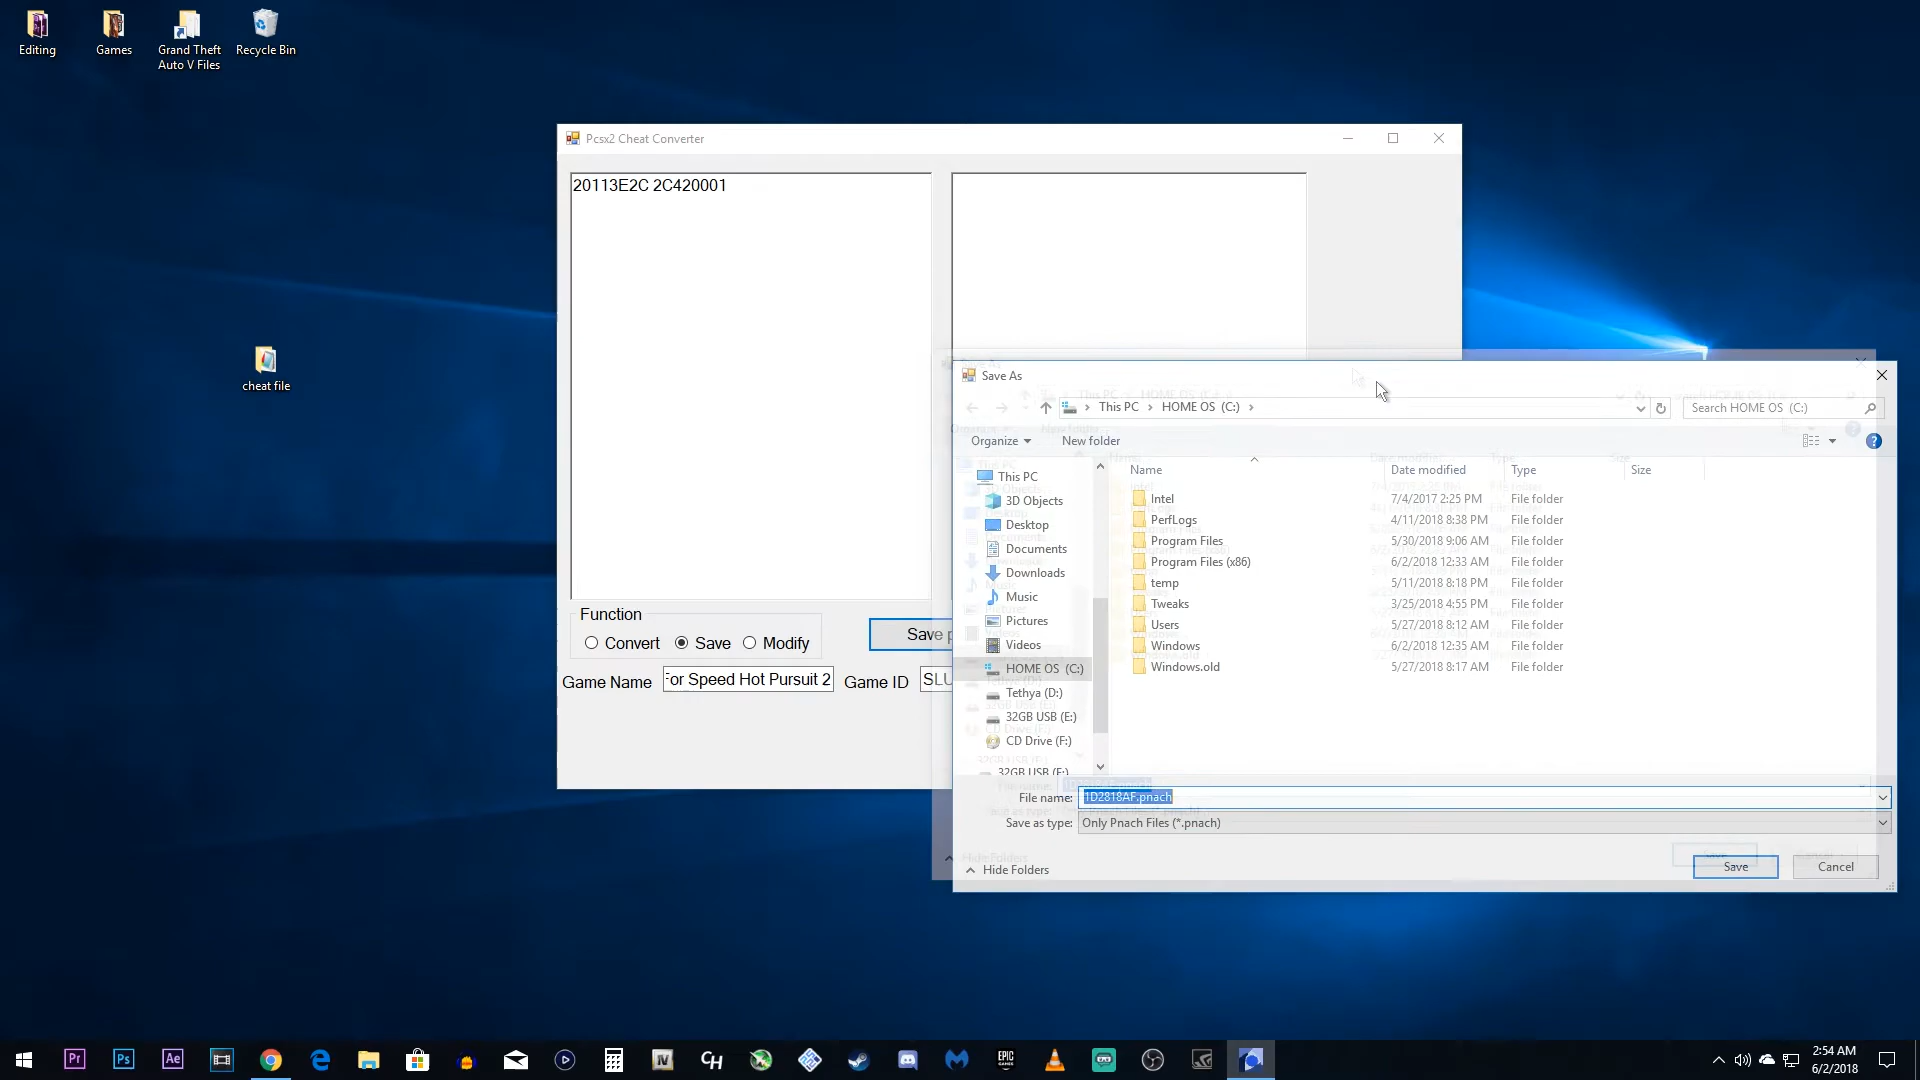 Editing
Games
Grand Theft
Auto V Files
Recycle Bin
cheat file
Pcsx2 Cheat Converter
20113E2C 2C420001
Function
Convert
Save
Modify
Save p
Game Name
For Speed Hot Pursuit 2
Game ID
SLU
Save As
This PC
HOME OS (C:)
Search HOME OS (C:)
Organize
New folder
This PC
3D Objects
Desktop
Documents
Downloads
Music
Pictures
Videos
HOME OS (C:)
Tethya (D:)
32GB USB (E:)
CD Drive (F:)
32GB USB (E:)
Name Date modified Type Size
Intel 7/4/2017 2:25 PM File folder
PerfLogs 4/11/2018 8:38 PM File folder
Program Files 5/30/2018 9:06 AM File folder
Program Files (x86) 6/2/2018 12:33 AM File folder
temp 5/11/2018 8:18 PM File folder
Tweaks 3/25/2018 4:55 PM File folder
Users 5/27/2018 8:12 AM File folder
Windows 6/2/2018 12:35 AM File folder
Windows.old 5/27/2018 8:17 AM File folder
File name: 1D2818AF.pnach
Save as type: Only Pnach Files (*.pnach)
Hide Folders
Save
Cancel
Pr
Ps
Ae
IV
CH
EPIC
GAMES
2:54 AM
6/2/2018